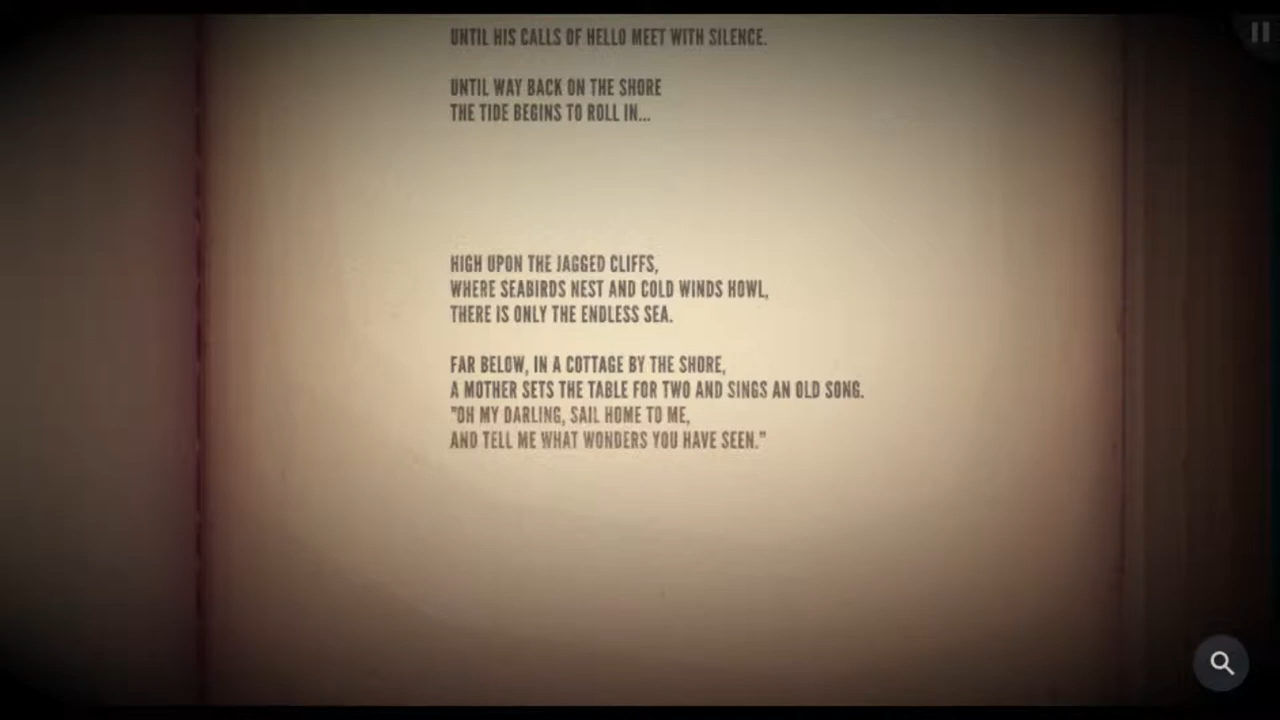 UNTIL HIS CALLS OF HELLO MEET WITH SILENCE.
UNTIL WAY BACK ON THE SHORE
THE TIDE BEGINS TO ROLL IN...
HIGH UPON THE JAGGED CLIFFS,
WHERE SEABIRDS NEST AND COLD WINDS HOWL,
THERE IS ONLY THE ENDLESS SEA.
FAR BELOW, IN A COTTAGE BY THE SHORE,
A MOTHER SETS THE TABLE FOR TWO AND SINGS AN OLD SONG.
"OH MY DARLING, SAIL HOME TO ME,
AND TELL ME WHAT WONDERS YOU HAVE SEEN."